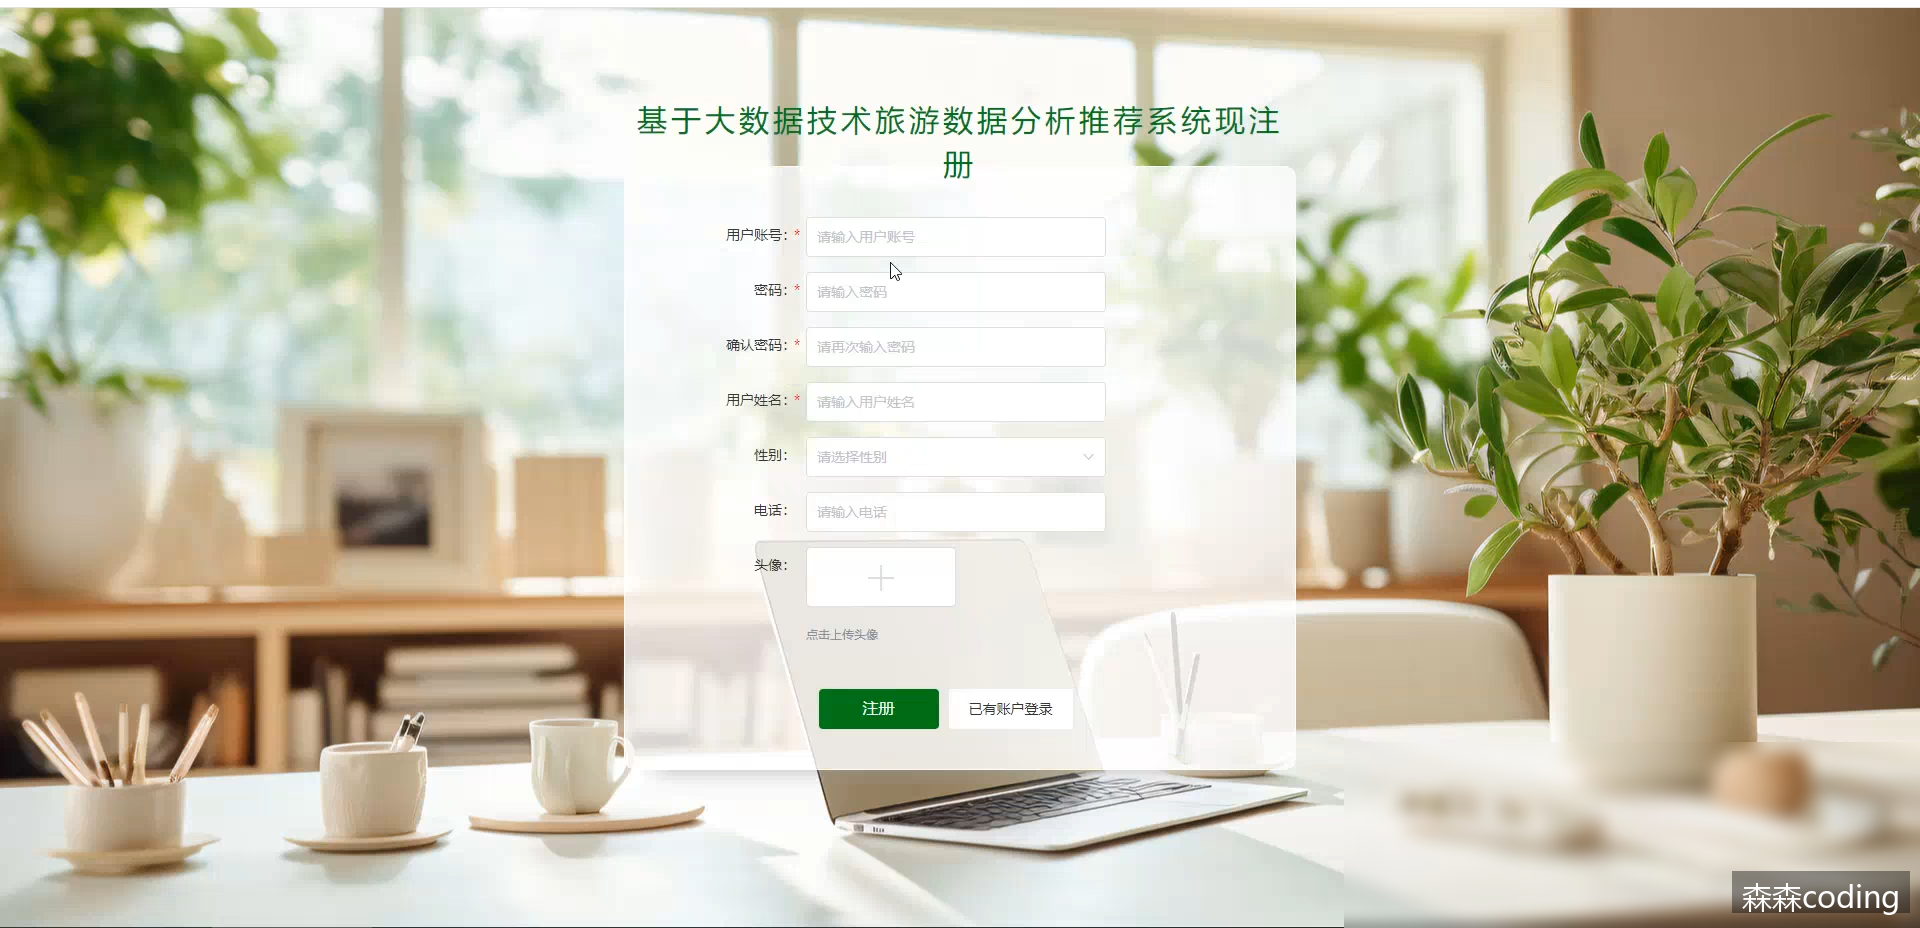 基于大数据技术旅游数据分析推荐系统现注
册
用户账号：* 请输入用户账号
密码：* 请输入密码
确认密码：* 请再次输入密码
用户姓名：* 请输入用户姓名
性别： 请选择性别
电话： 请输入电话
头像：
点击上传头像
注册 已有账户登录
森森coding